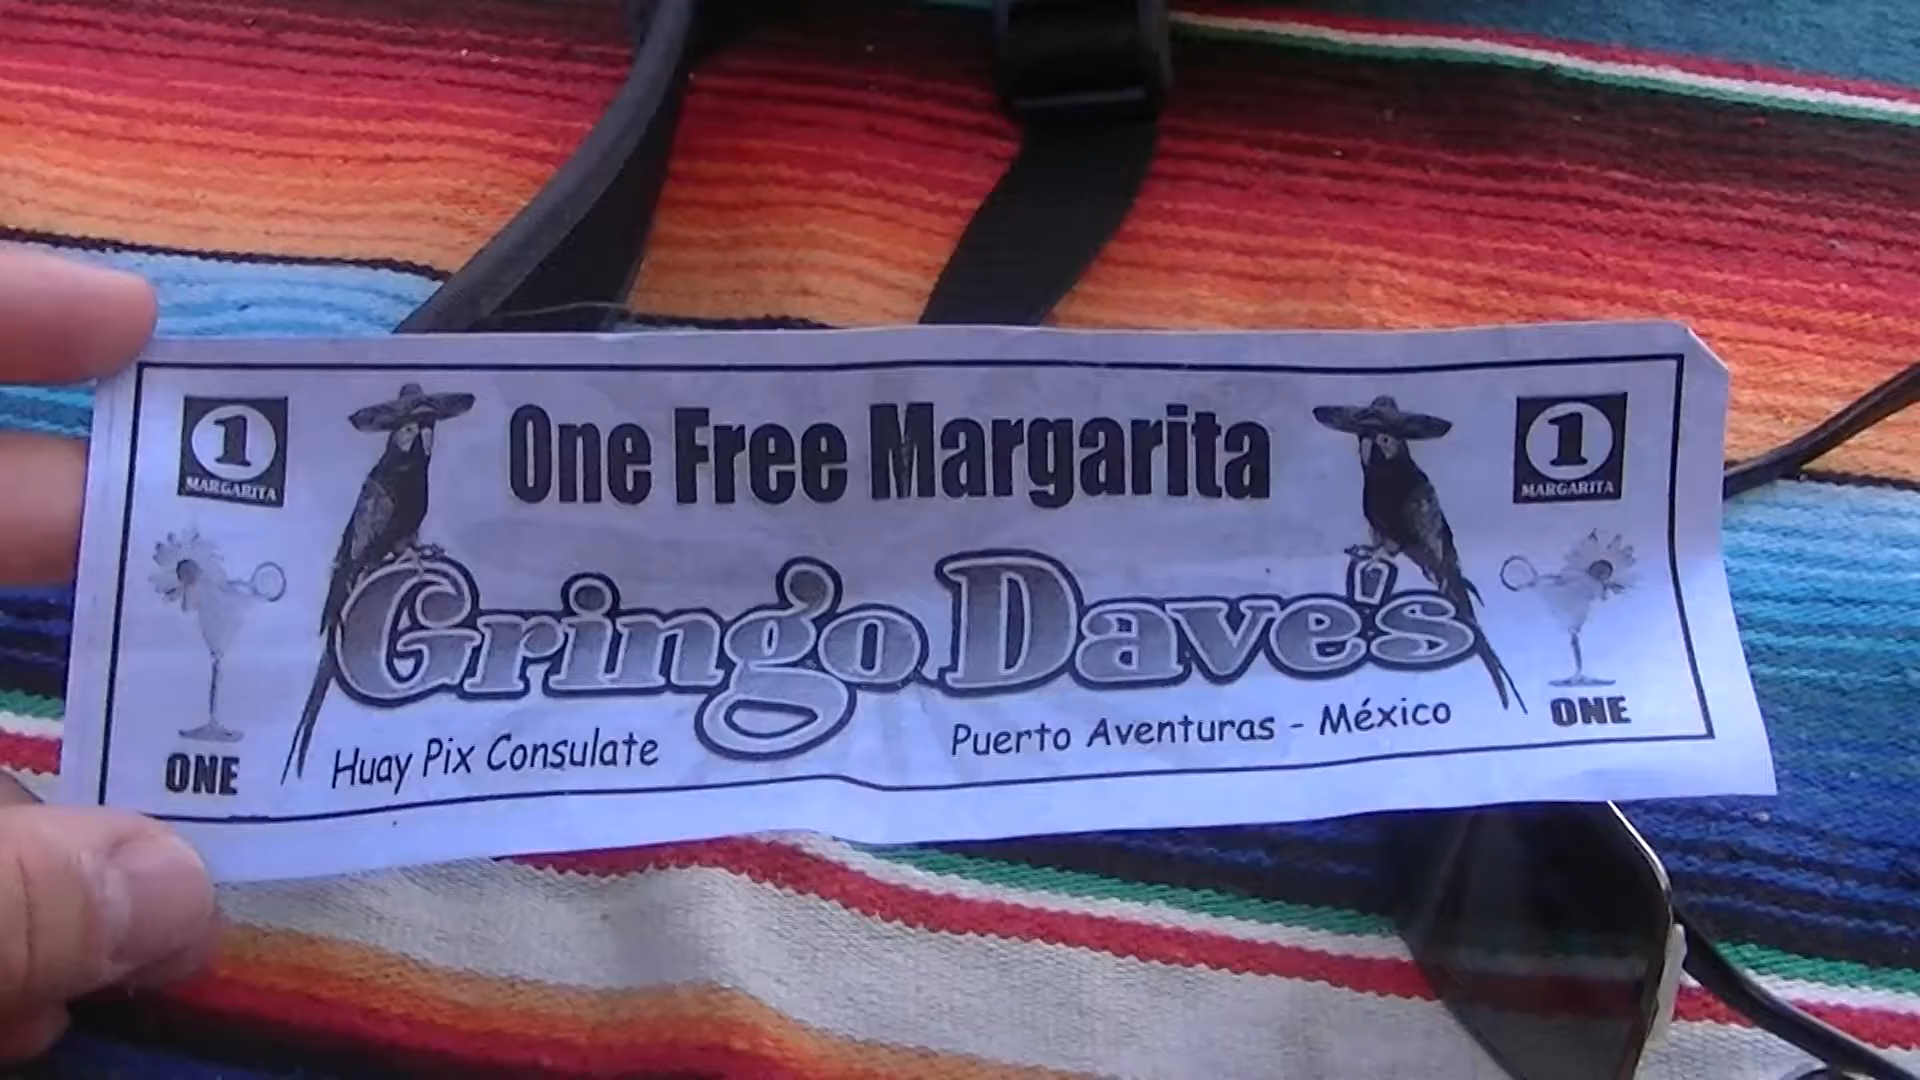 1
MARGARITA
One Free Margarita
1
MARGARITA
Gringo Dave's
ONE
Huay Pix Consulate
Puerto Aventuras - México
ONE